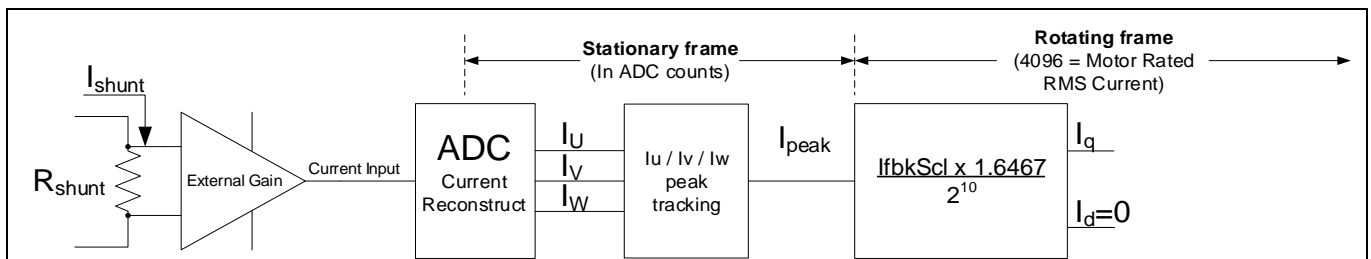 Stationary frame
(In ADC counts)
Rotating frame
(4096 = Motor Rated
RMS Current)
Ishunt
Rshunt
External Gain
Current Input
ADC
Current
Reconstruct
IU
IV
IW
Iu / Iv / Iw
peak
tracking
Ipeak
IfbkScl x 1.6467
2^10
Iq
Id=0